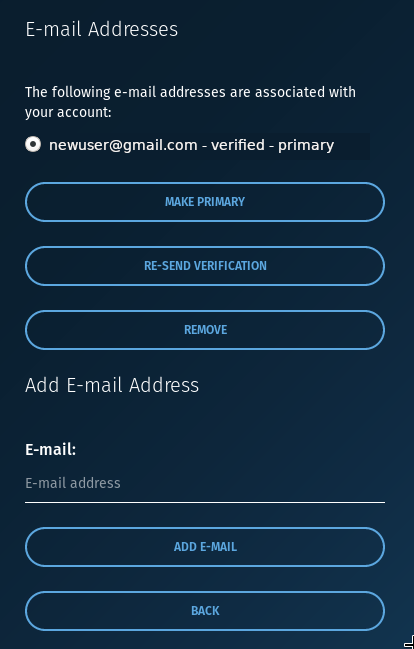 E-mail Addresses
The following e-mail addresses are associated with
your account:
newuser@gmail.com - verified - primary
MAKE PRIMARY
RE-SEND VERIFICATION
REMOVE
Add E-mail Address
E-mail:
E-mail address
ADD E-MAIL
BACK